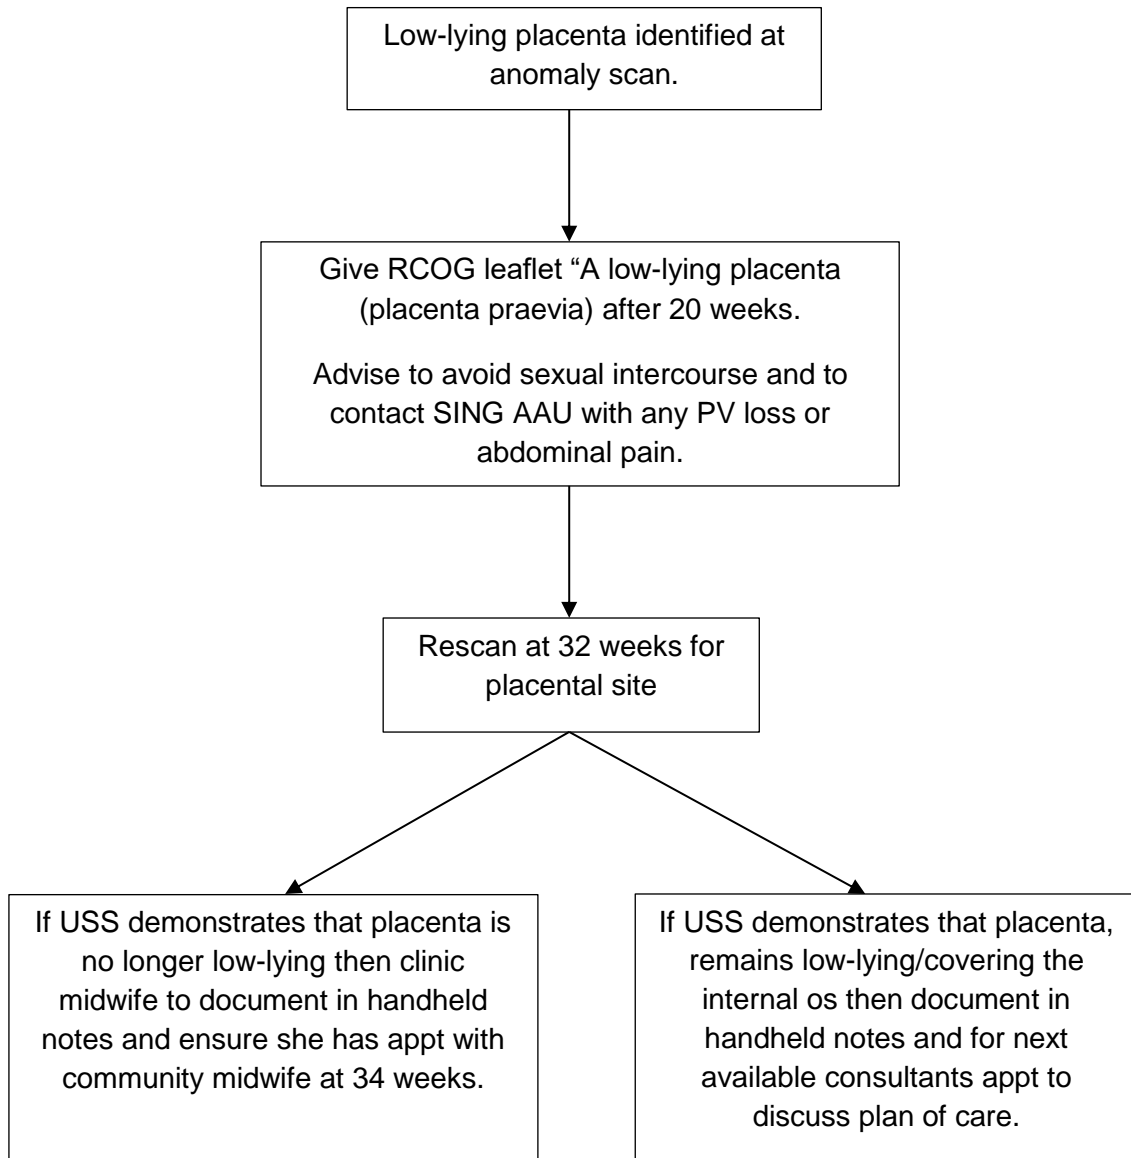 Low-lying placenta identified at
anomaly scan.
Give RCOG leaflet “A low-lying placenta
(placenta praevia) after 20 weeks.
Advise to avoid sexual intercourse and to
contact SING AAU with any PV loss or
abdominal pain.
Rescan at 32 weeks for
placental site
If USS demonstrates that placenta is
no longer low-lying then clinic
midwife to document in handheld
notes and ensure she has appt with
community midwife at 34 weeks.
If USS demonstrates that placenta,
remains low-lying/covering the
internal os then document in
handheld notes and for next
available consultants appt to
discuss plan of care.